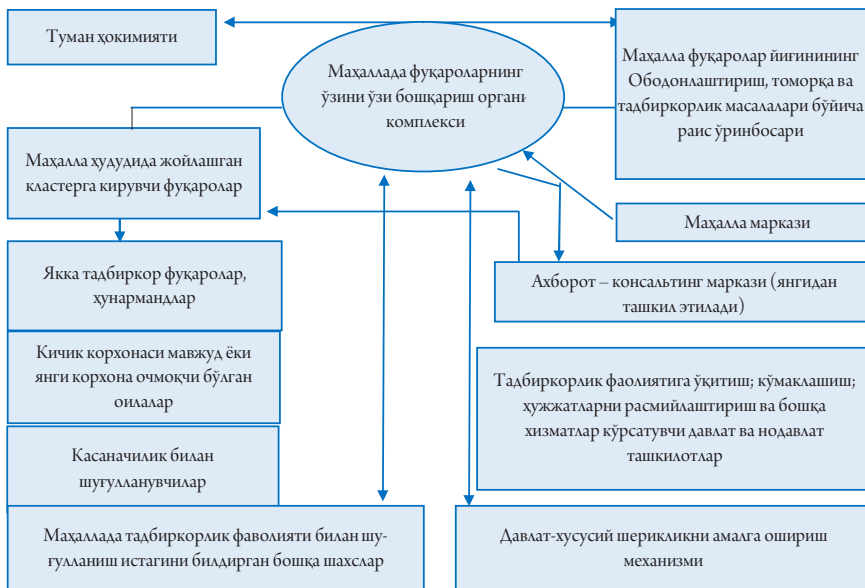 Туман ҳокимияти
Маҳаллада фуқароларнинг
ўзини ўзи бошқариш органи
комплекси
Маҳалла фуқаролар йиғинининг
Ободонлаштириш, томорқа ва
тадбиркорлик масалалари бўйича
раис ўринбосари
Маҳалла ҳудудида жойлашган
кластерга кирувчи фуқаролар
Маҳалла маркази
Якка тадбиркор фуқаролар,
ҳунармандлар
Ахборот – консальтинг маркази (янгидан
ташкил этилади)
Кичик корхонаси мавжуд ёки
янги корхона очмоқчи бўлган
оилалар
Тадбиркорлик фаолиятига ўқитиш; кўмаклашиш;
ҳужжатларни расмийлаштириш ва бошқа
хизматлар кўрсатувчи давлат ва нодавлат
ташкилотлар
Касаначилик билан
шуғулланувчилар
Маҳаллада тадбиркорлик фаволияти билан шу-
ғулланиш истагини билдирган бошқа шахслар
Давлат-хусусий шерикликни амалга ошириш
механизми